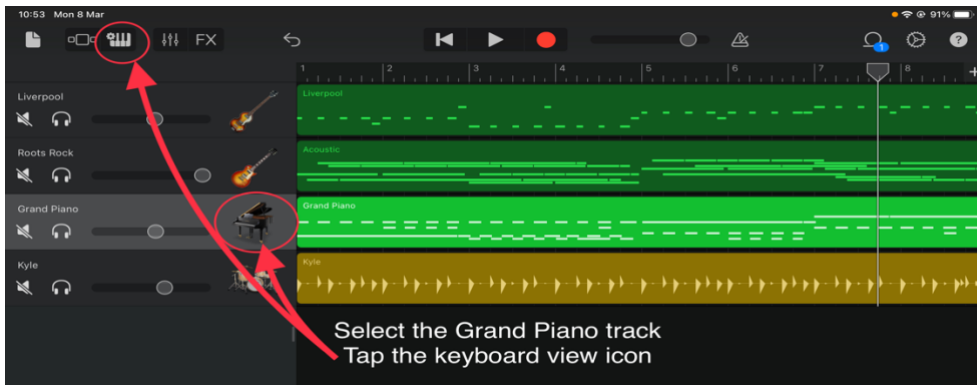 10:53 Mon 8 Mar
91%
FX
1
?
1 2 3 4 5 6 7 8
Liverpool
Liverpool
Roots Rock
Acoustic
Grand Piano
Grand Piano
Kyle
Kyle
Select the Grand Piano track
Tap the keyboard view icon